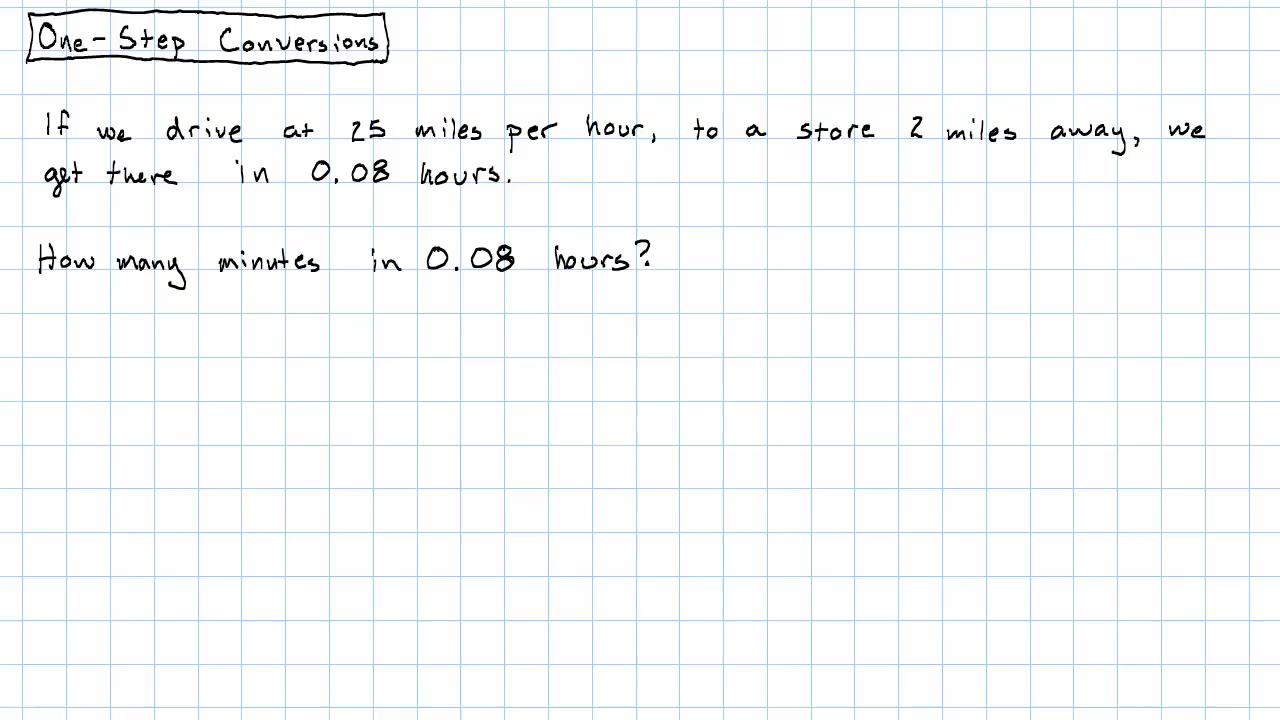 One-Step Conversions
If we drive at 25 miles per hour, to a store 2 miles away, we
get there in 0.08 hours.
How many minutes in 0.08 hours?